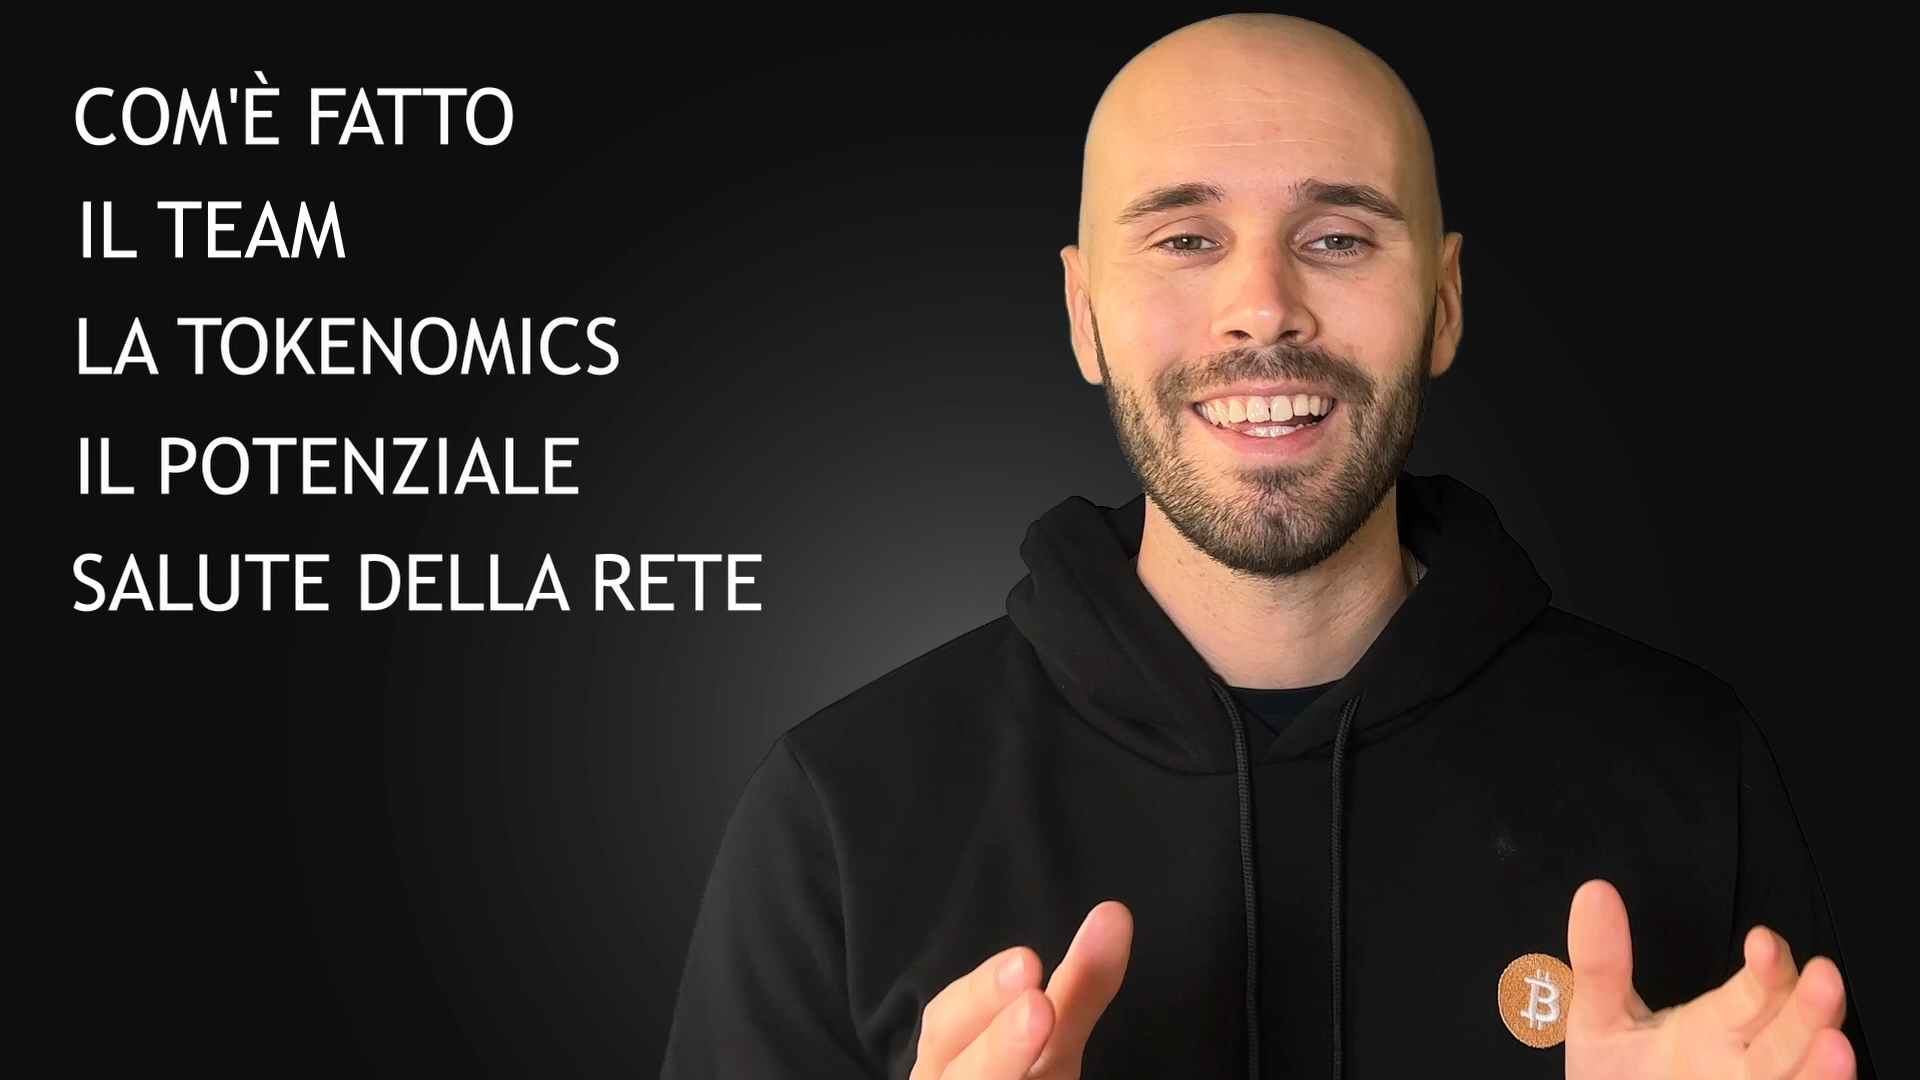 COM'È FATTO
IL TEAM
LA TOKENOMICS
IL POTENZIALE
SALUTE DELLA RETE